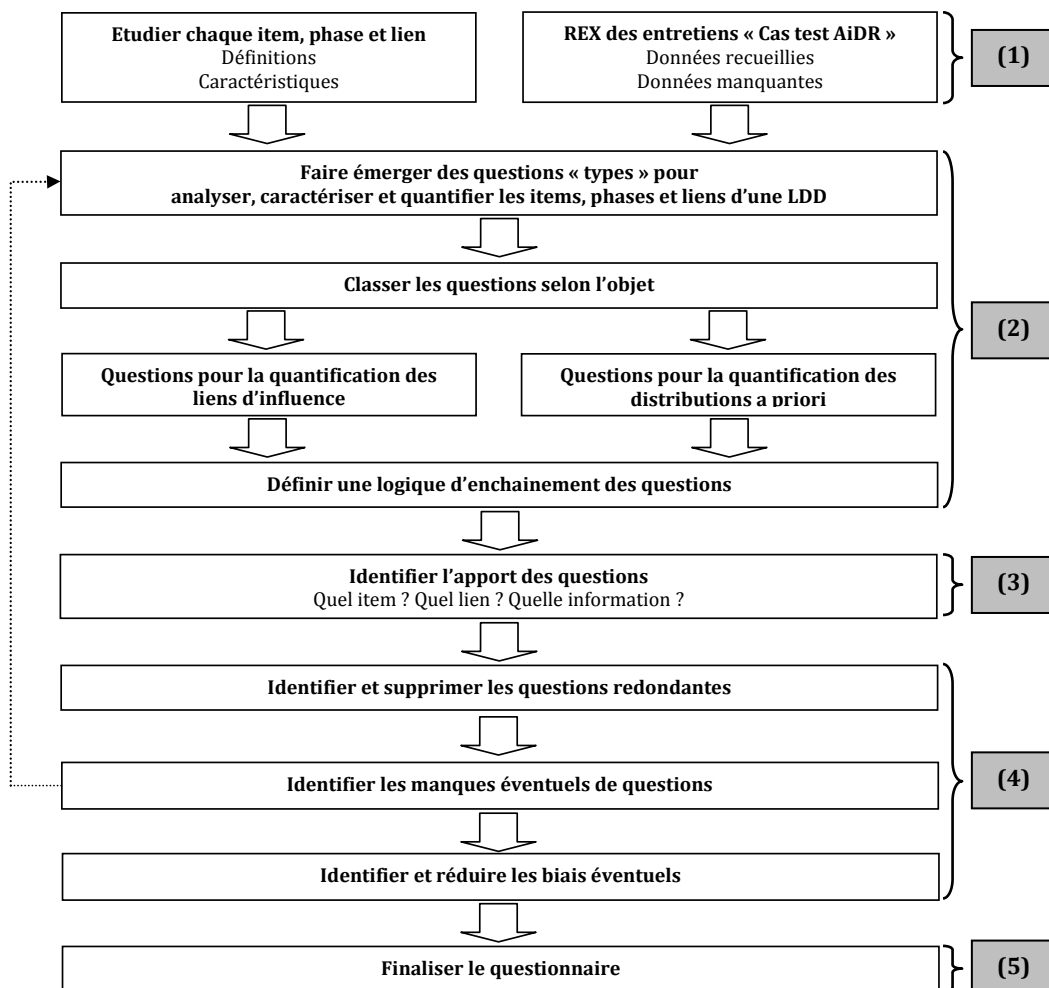 Etudier chaque item, phase et lien
Définitions
Caractéristiques
REX des entretiens « Cas test AiDR »
Données recueillies
Données manquantes
(1)
Faire émerger des questions « types » pour
analyser, caractériser et quantifier les items, phases et liens d’une LDD
Classer les questions selon l’objet
(2)
Questions pour la quantification des
liens d’influence
Questions pour la quantification des
distributions a priori
Définir une logique d’enchainement des questions
Identifier l’apport des questions
Quel item ? Quel lien ? Quelle information ?
(3)
Identifier et supprimer les questions redondantes
Identifier les manques éventuels de questions
(4)
Identifier et réduire les biais éventuels
Finaliser le questionnaire
(5)